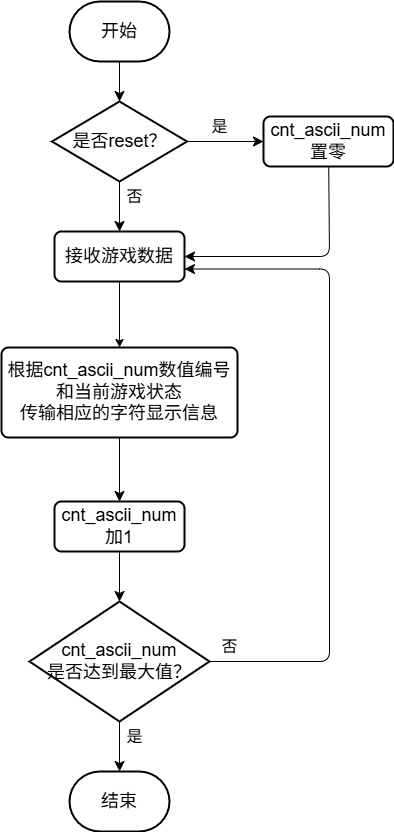 开始
是否reset?
是
cnt_ascii_num
置零
否
接收游戏数据
根据cnt_ascii_num数值编号
和当前游戏状态
传输相应的字符显示信息
cnt_ascii_num
加1
cnt_ascii_num
是否达到最大值?
否
是
结束